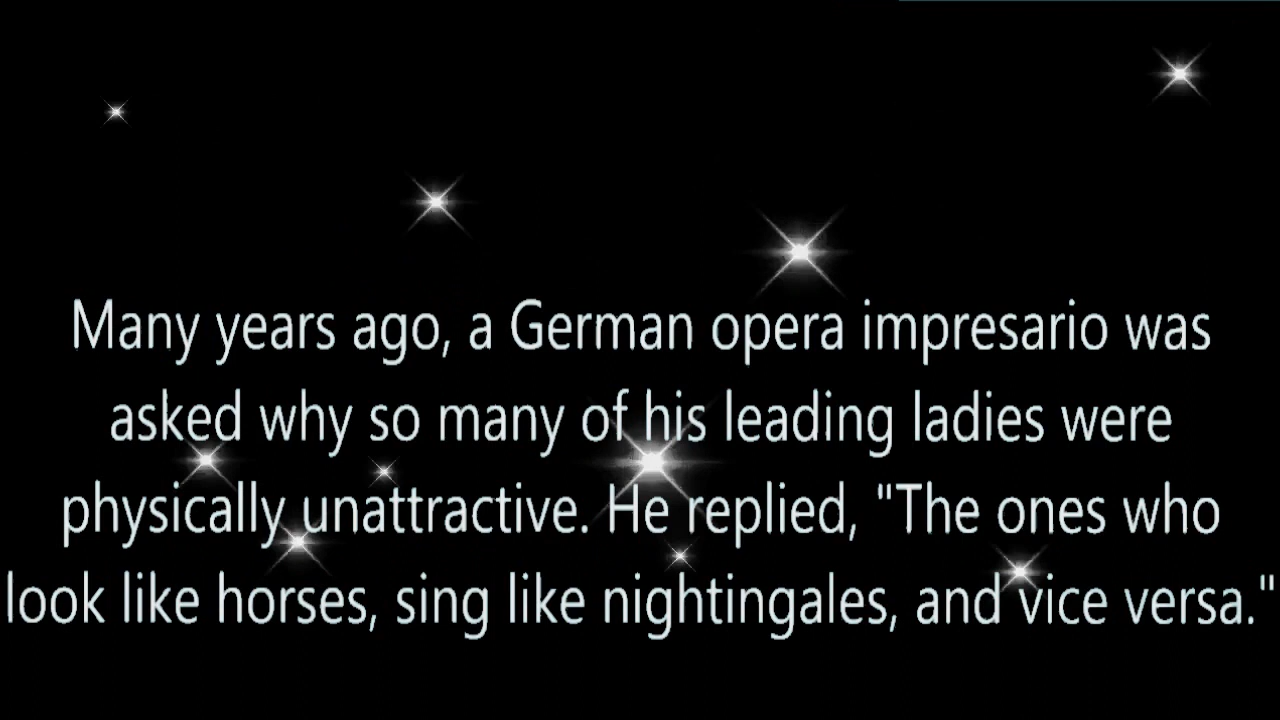 Many years ago, a German opera impresario was
asked why so many of his leading ladies were
physically unattractive. He replied, "The ones who
look like horses, sing like nightingales, and vice versa."